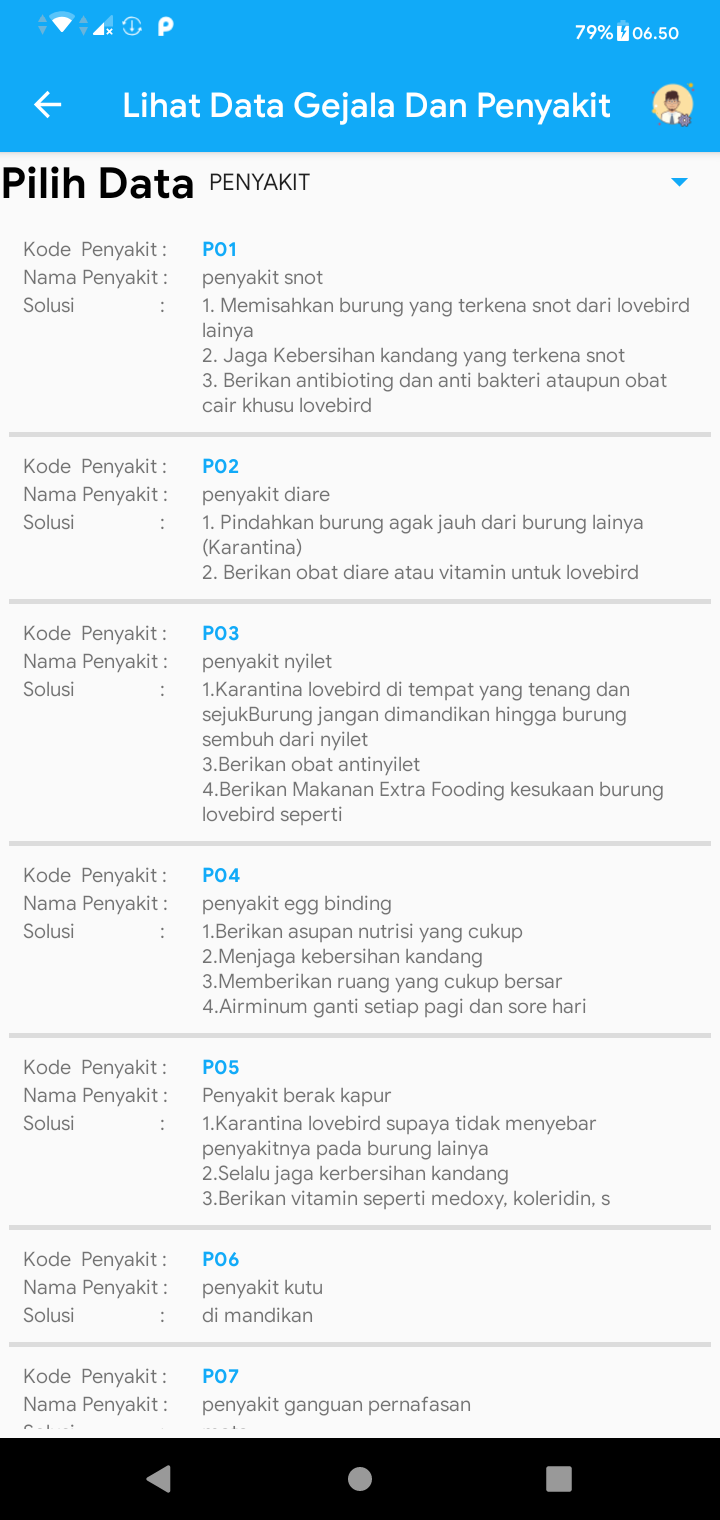 79% 06.50
Lihat Data Gejala Dan Penyakit
Pilih Data PENYAKIT
Kode Penyakit : P01
Nama Penyakit : penyakit snot
Solusi : 1. Memisahkan burung yang terkena snot dari lovebird
lainya
2. Jaga Kebersihan kandang yang terkena snot
3. Berikan antibioting dan anti bakteri ataupun obat
cair khusu lovebird
Kode Penyakit : P02
Nama Penyakit : penyakit diare
Solusi : 1. Pindahkan burung agak jauh dari burung lainya
(Karantina)
2. Berikan obat diare atau vitamin untuk lovebird
Kode Penyakit : P03
Nama Penyakit : penyakit nyilet
Solusi : 1.Karantina lovebird di tempat yang tenang dan
sejukBurung jangan dimandikan hingga burung
sembuh dari nyilet
3.Berikan obat antinyilet
4.Berikan Makanan Extra Fooding kesukaan burung
lovebird seperti
Kode Penyakit : P04
Nama Penyakit : penyakit egg binding
Solusi : 1.Berikan asupan nutrisi yang cukup
2.Menjaga kebersihan kandang
3.Memberikan ruang yang cukup bersar
4.Airminum ganti setiap pagi dan sore hari
Kode Penyakit : P05
Nama Penyakit : Penyakit berak kapur
Solusi : 1.Karantina lovebird supaya tidak menyebar
penyakitnya pada burung lainya
2.Selalu jaga kerbersihan kandang
3.Berikan vitamin seperti medoxy, koleridin, s
Kode Penyakit : P06
Nama Penyakit : penyakit kutu
Solusi : di mandikan
Kode Penyakit : P07
Nama Penyakit : penyakit ganguan pernafasan